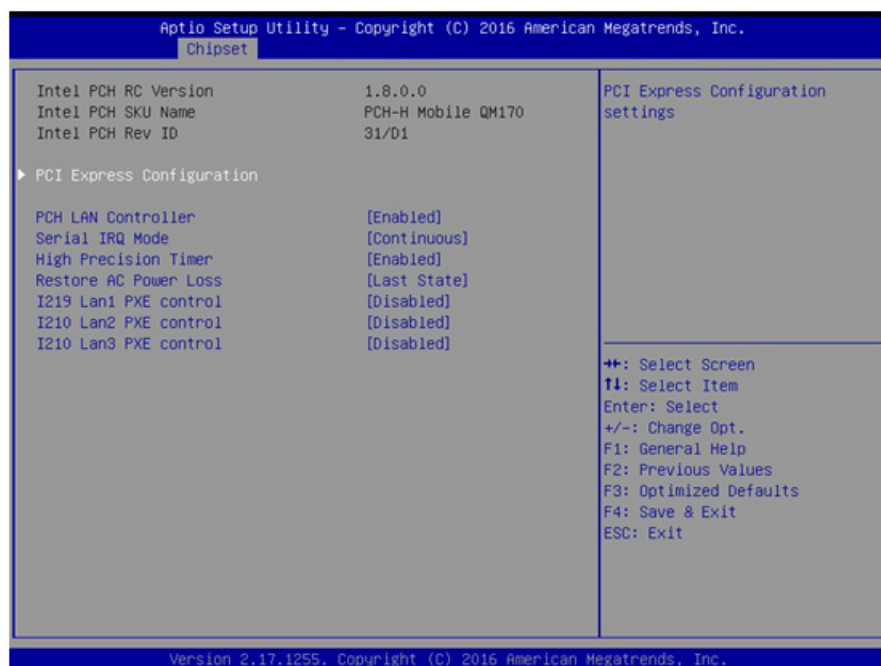 Aptio Setup Utility – Copyright (C) 2016 American Megatrends, Inc.
Chipset
Intel PCH RC Version 1.8.0.0
Intel PCH SKU Name PCH-H Mobile QM170
Intel PCH Rev ID 31/D1
PCI Express Configuration
PCH LAN Controller [Enabled]
Serial IRQ Mode [Continuous]
High Precision Timer [Enabled]
Restore AC Power Loss [Last State]
I219 Lan1 PXE control [Disabled]
I210 Lan2 PXE control [Disabled]
I210 Lan3 PXE control [Disabled]
PCI Express Configuration
settings
→←: Select Screen
↑↓: Select Item
Enter: Select
+/-: Change Opt.
F1: General Help
F2: Previous Values
F3: Optimized Defaults
F4: Save & Exit
ESC: Exit
Version 2.17.1255. Copyright (C) 2016 American Megatrends, Inc.